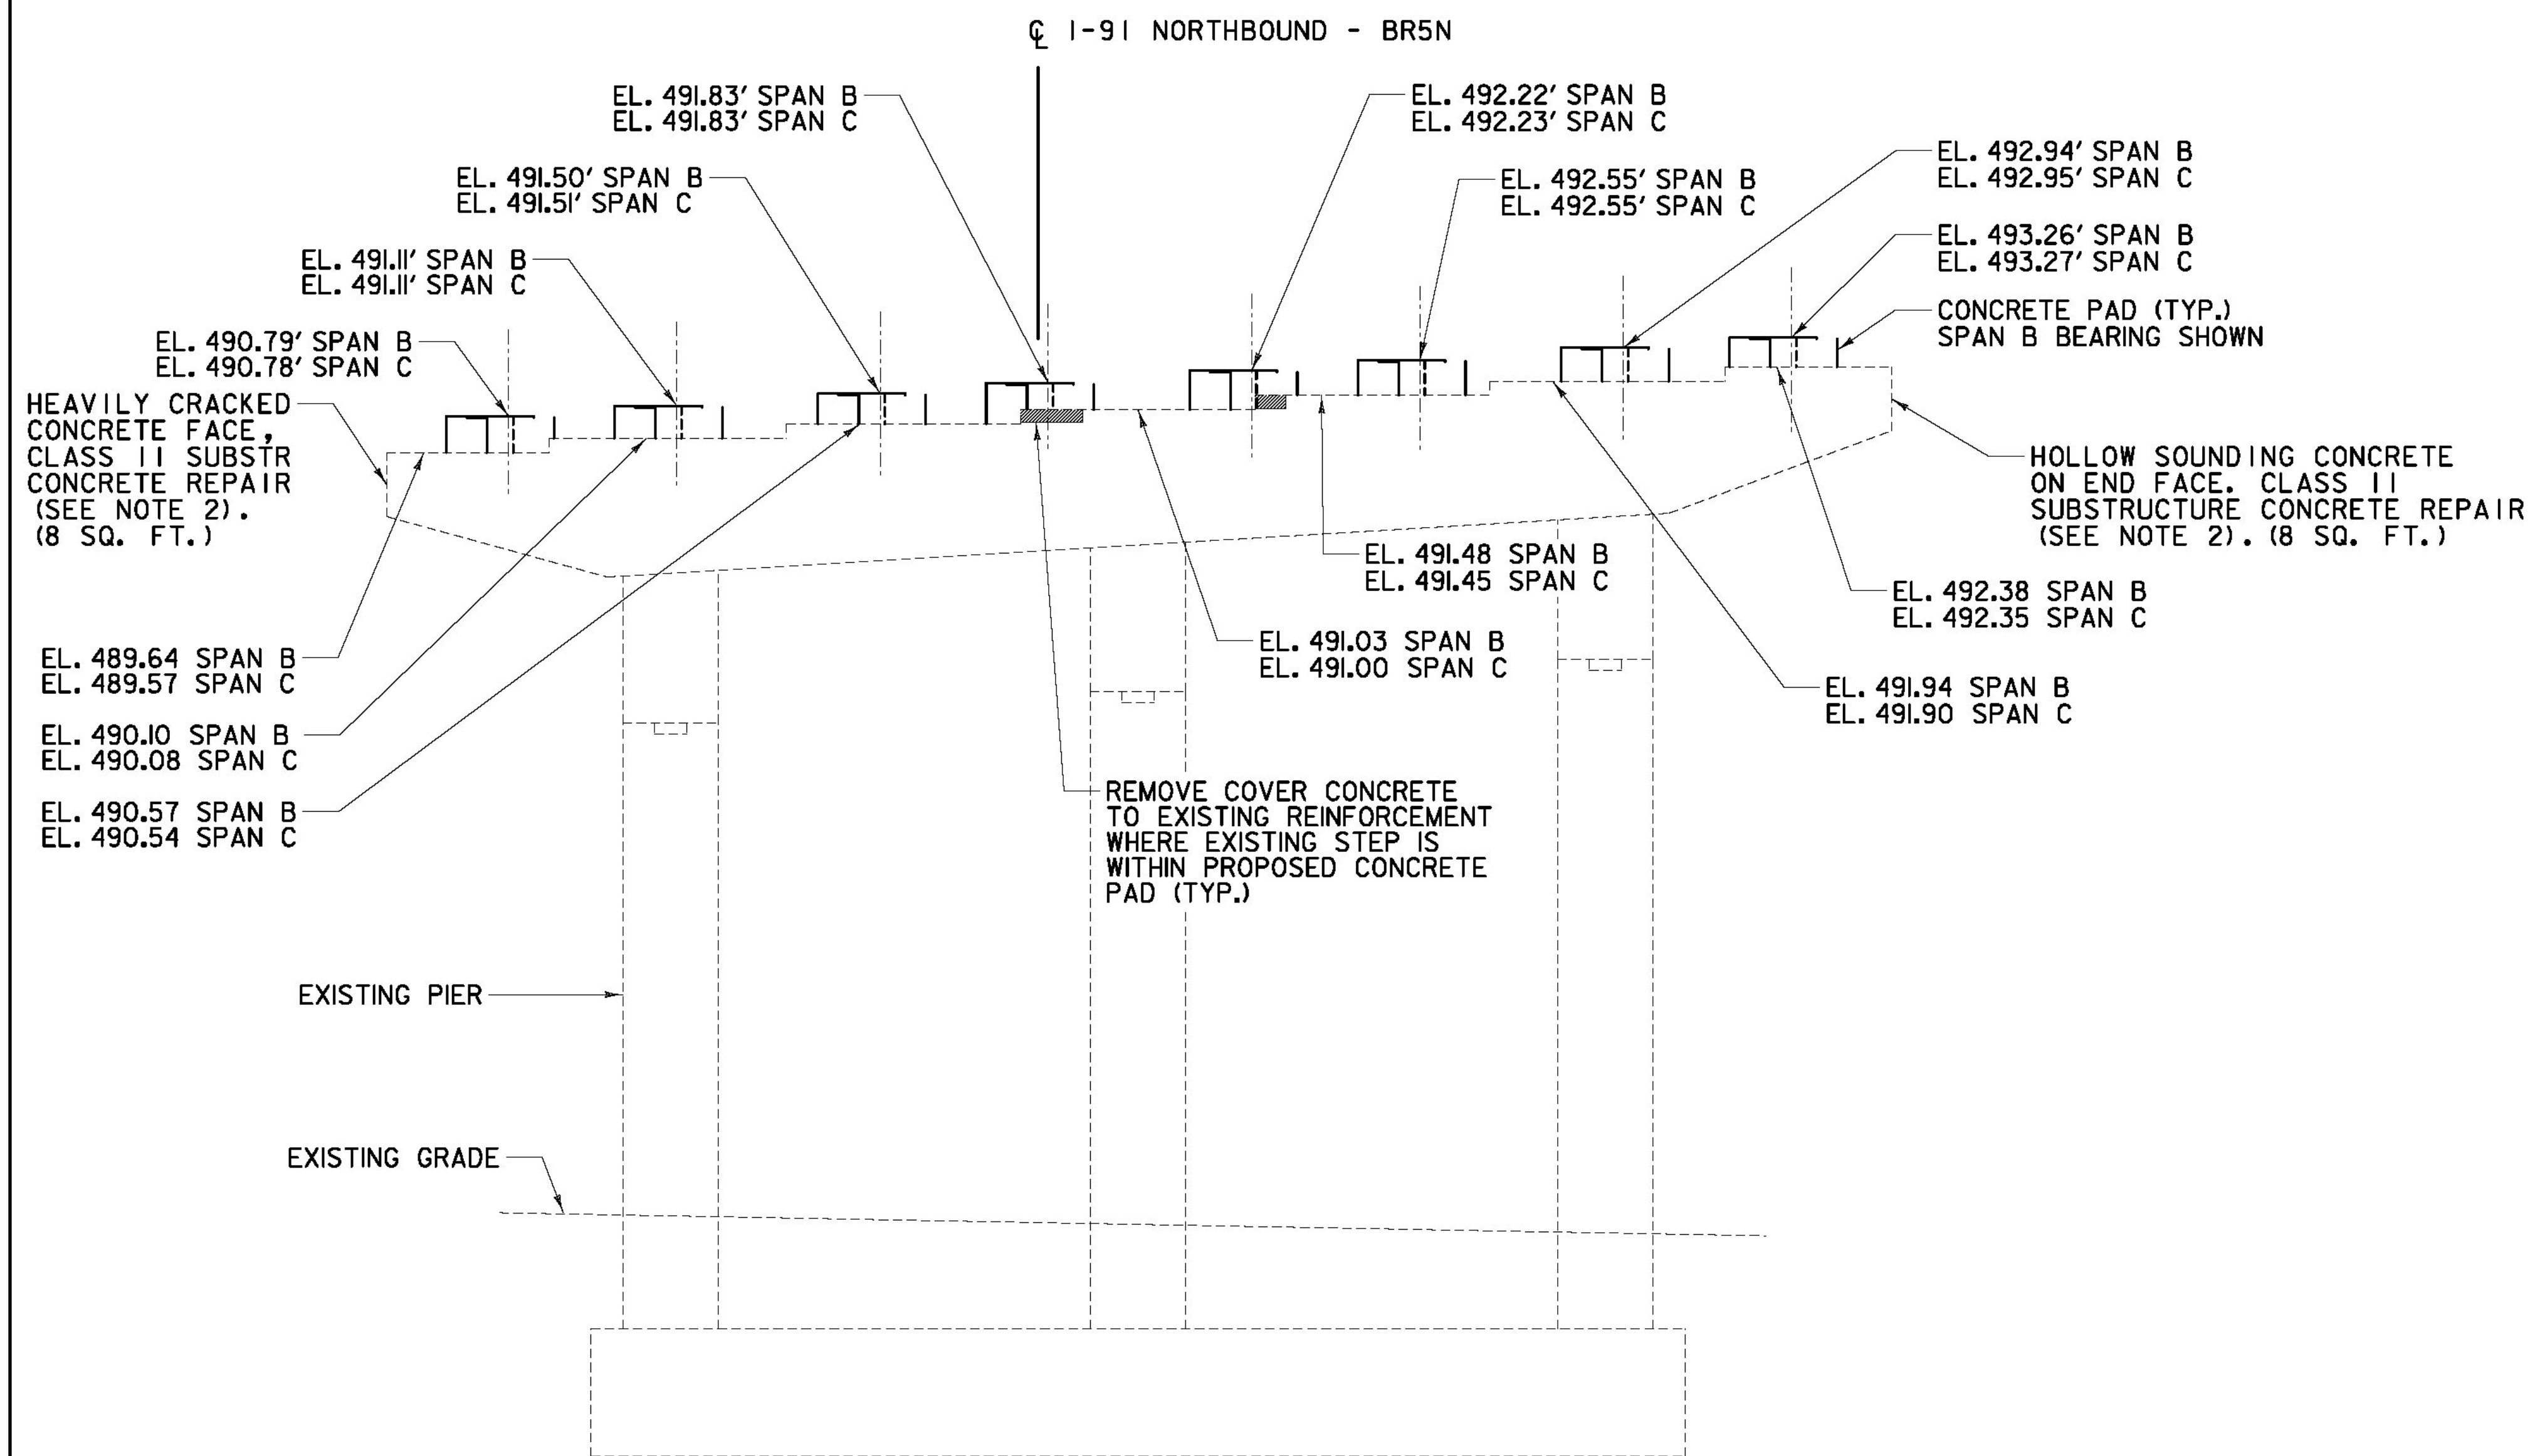 ℄ I-91 NORTHBOUND - BR5N
EL. 491.83' SPAN B
EL. 491.83' SPAN C
EL. 492.22' SPAN B
EL. 492.23' SPAN C
EL. 492.94' SPAN B
EL. 492.95' SPAN C
EL. 491.50' SPAN B
EL. 491.51' SPAN C
EL. 492.55' SPAN B
EL. 492.55' SPAN C
EL. 493.26' SPAN B
EL. 493.27' SPAN C
EL. 491.11' SPAN B
EL. 491.11' SPAN C
CONCRETE PAD (TYP.)
SPAN B BEARING SHOWN
EL. 490.79' SPAN B
EL. 490.78' SPAN C
HEAVILY CRACKED
CONCRETE FACE,
CLASS II SUBSTR
CONCRETE REPAIR
(SEE NOTE 2).
(8 SQ. FT.)
HOLLOW SOUNDING CONCRETE
ON END FACE. CLASS II
SUBSTRUCTURE CONCRETE REPAIR
(SEE NOTE 2). (8 SQ. FT.)
EL. 491.48 SPAN B
EL. 491.45 SPAN C
EL. 492.38 SPAN B
EL. 492.35 SPAN C
EL. 491.03 SPAN B
EL. 491.00 SPAN C
EL. 489.64 SPAN B
EL. 489.57 SPAN C
EL. 491.94 SPAN B
EL. 491.90 SPAN C
EL. 490.10 SPAN B
EL. 490.08 SPAN C
EL. 490.57 SPAN B
EL. 490.54 SPAN C
REMOVE COVER CONCRETE
TO EXISTING REINFORCEMENT
WHERE EXISTING STEP IS
WITHIN PROPOSED CONCRETE
PAD (TYP.)
EXISTING PIER
EXISTING GRADE